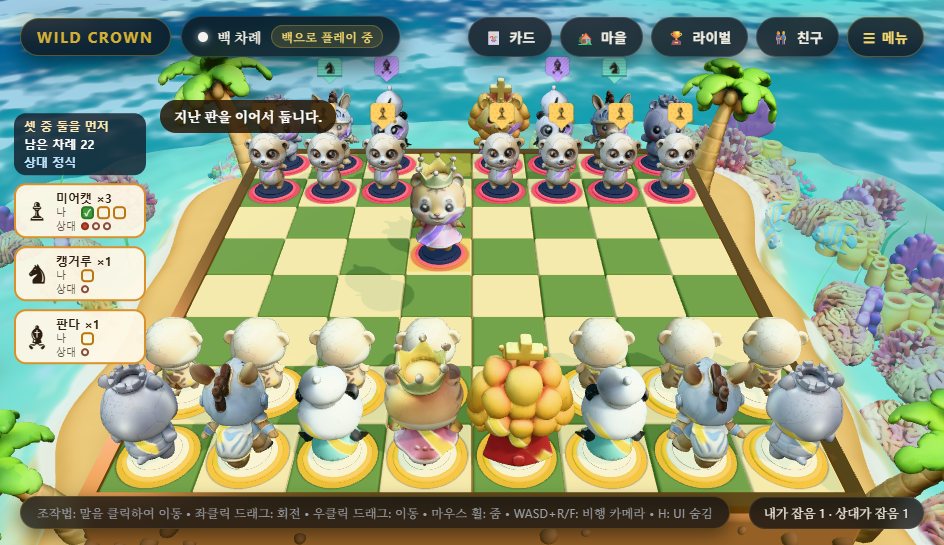 WILD CROWN
백 차례
백으로 플레이 중
카드
마을
라이벌
친구
메뉴
지난 판을 이어서 둡니다.
셋 중 둘을 먼저
남은 차례 22
상대 정식
미어캣 ×3
나
상대
캥거루 ×1
나
상대
판다 ×1
나
상대
조작법: 말을 클릭하여 이동 • 좌클릭 드래그: 회전 • 우클릭 드래그: 이동 • 마우스 휠: 줌 • WASD+R/F: 비행 카메라 • H: UI 숨김
내가 잡음 1 · 상대가 잡음 1